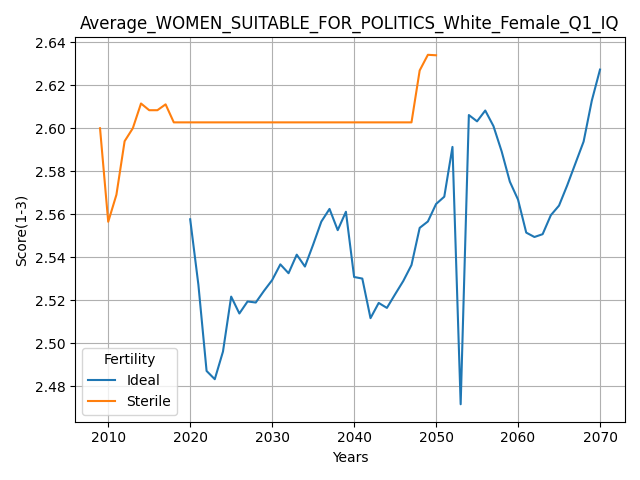 Average_WOMEN_SUITABLE_FOR_POLITICS_White_Female_Q1_IQ
Score(1-3)
2.64
2.62
2.60
2.58
2.56
2.54
2.52
2.50
2.48
Fertility
Ideal
Sterile
2010 2020 2030 2040 2050 2060 2070
Years